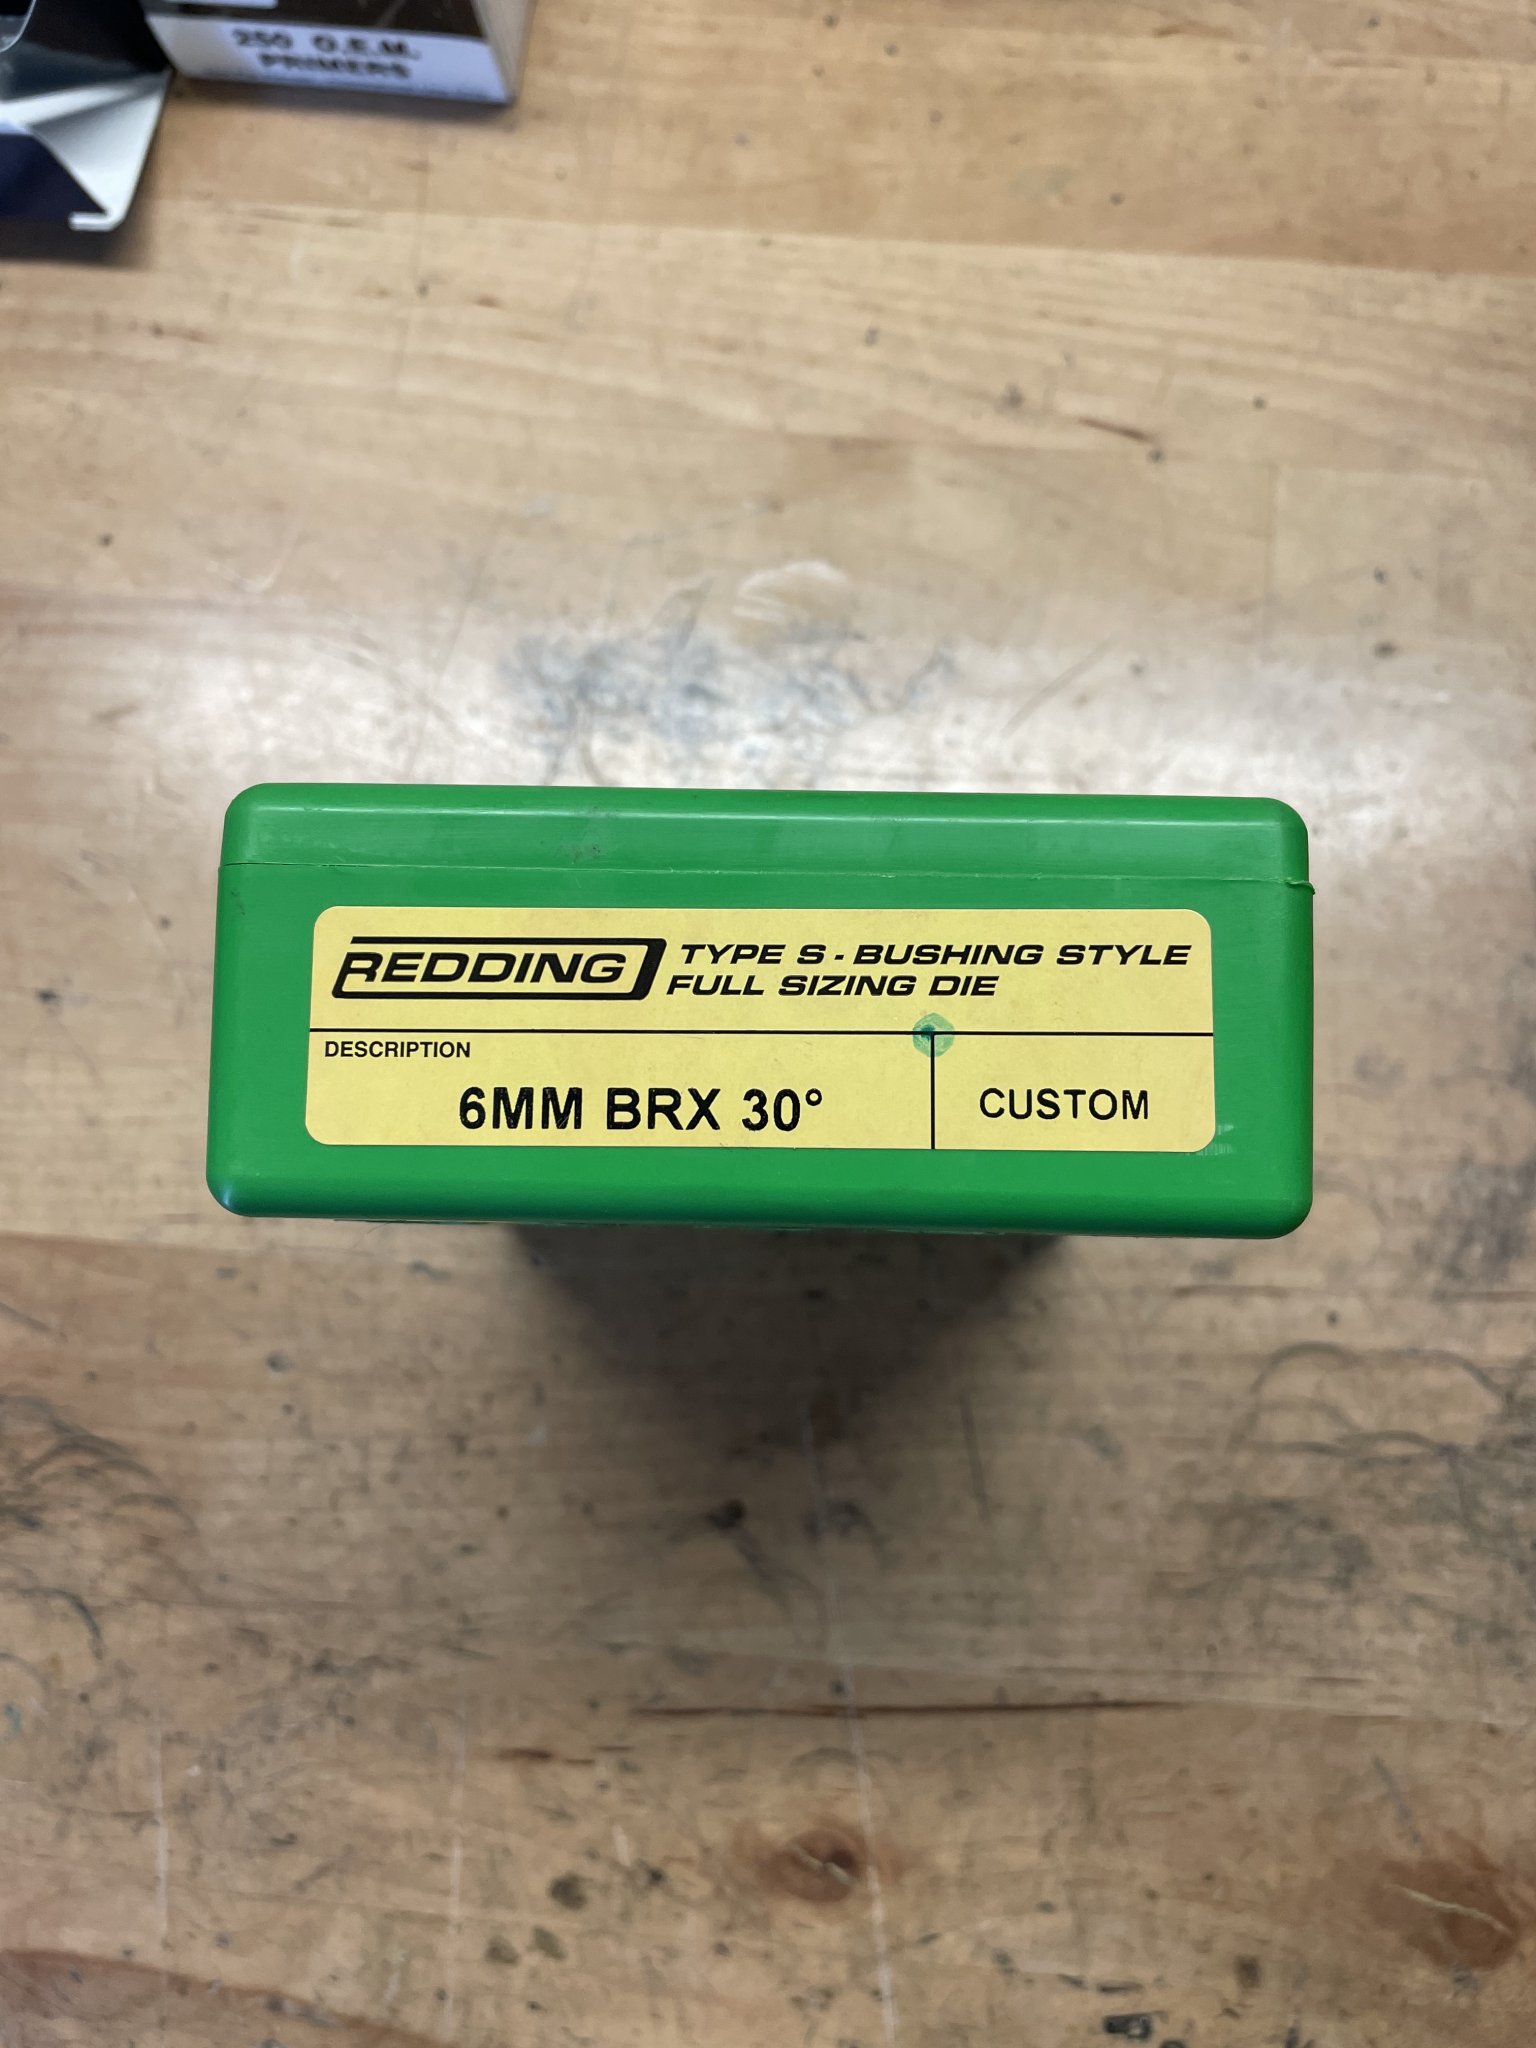 250 O.E.M.
PRIMERS
REDDING
TYPE S - BUSHING STYLE
FULL SIZING DIE
DESCRIPTION
6MM BRX 30°
CUSTOM